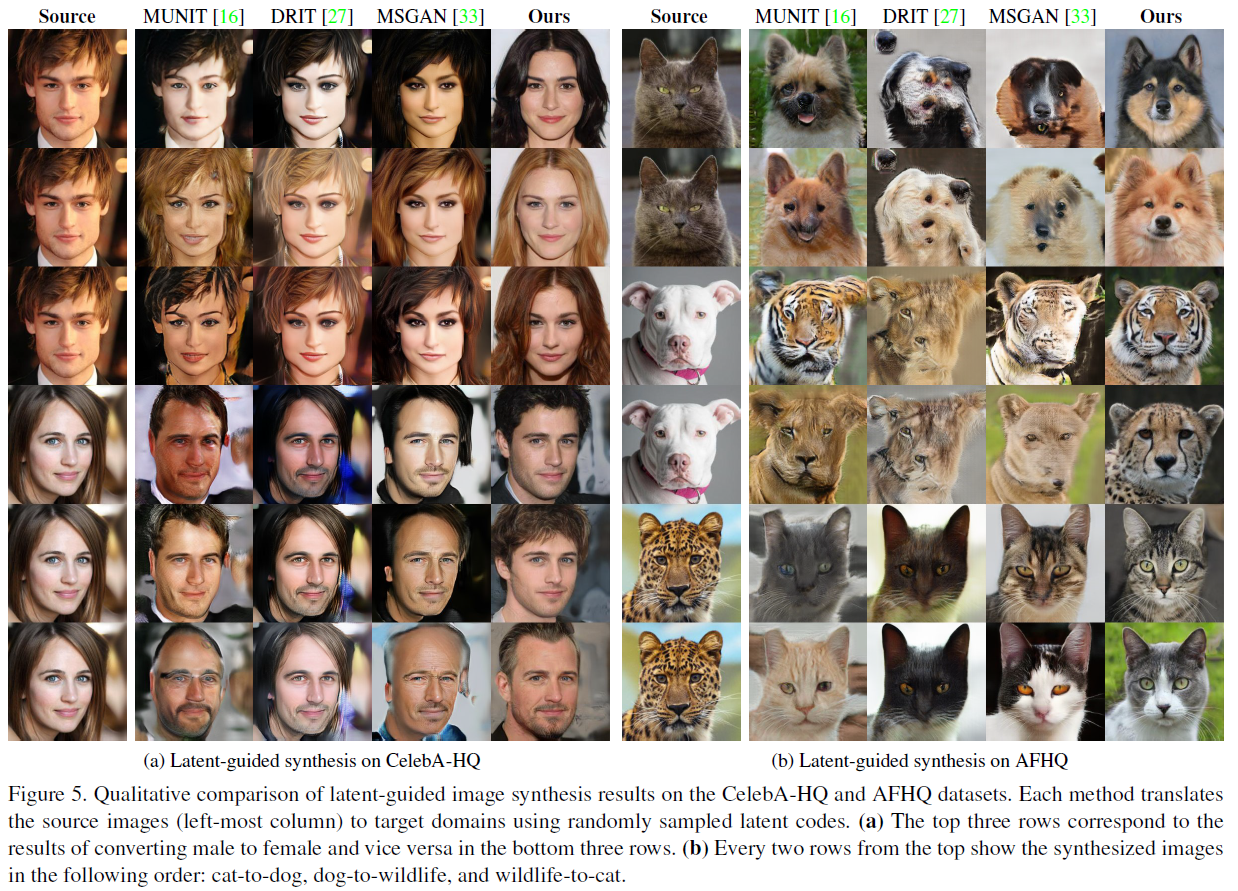 Source MUNIT [16] DRIT [27] MSGAN [33] Ours Source MUNIT [16] DRIT [27] MSGAN [33] Ours
(a) Latent-guided synthesis on CelebA-HQ (b) Latent-guided synthesis on AFHQ
Figure 5. Qualitative comparison of latent-guided image synthesis results on the CelebA-HQ and AFHQ datasets. Each method translates
the source images (left-most column) to target domains using randomly sampled latent codes. (a) The top three rows correspond to the
results of converting male to female and vice versa in the bottom three rows. (b) Every two rows from the top show the synthesized images
in the following order: cat-to-dog, dog-to-wildlife, and wildlife-to-cat.